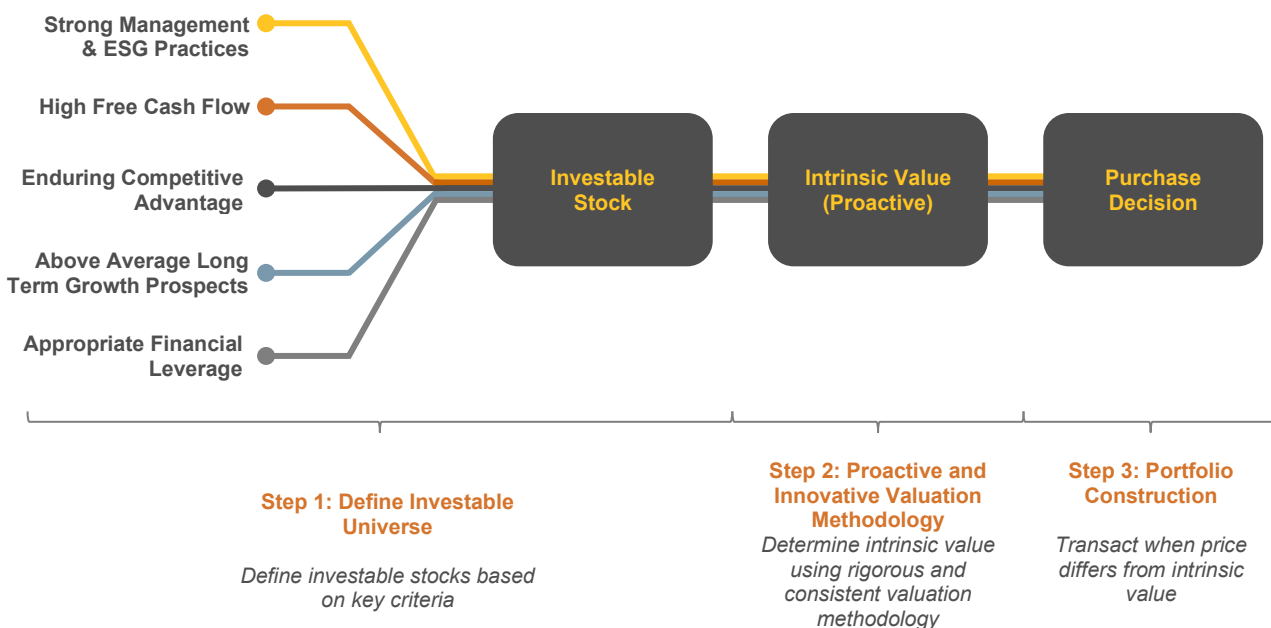 Strong Management
& ESG Practices
High Free Cash Flow
Enduring Competitive
Advantage
Above Average Long
Term Growth Prospects
Appropriate Financial
Leverage
Investable
Stock
Intrinsic Value
(Proactive)
Purchase
Decision
Step 1: Define Investable
Universe
Define investable stocks based
on key criteria
Step 2: Proactive and
Innovative Valuation
Methodology
Determine intrinsic value
using rigorous and
consistent valuation
methodology
Step 3: Portfolio
Construction
Transact when price
differs from intrinsic
value